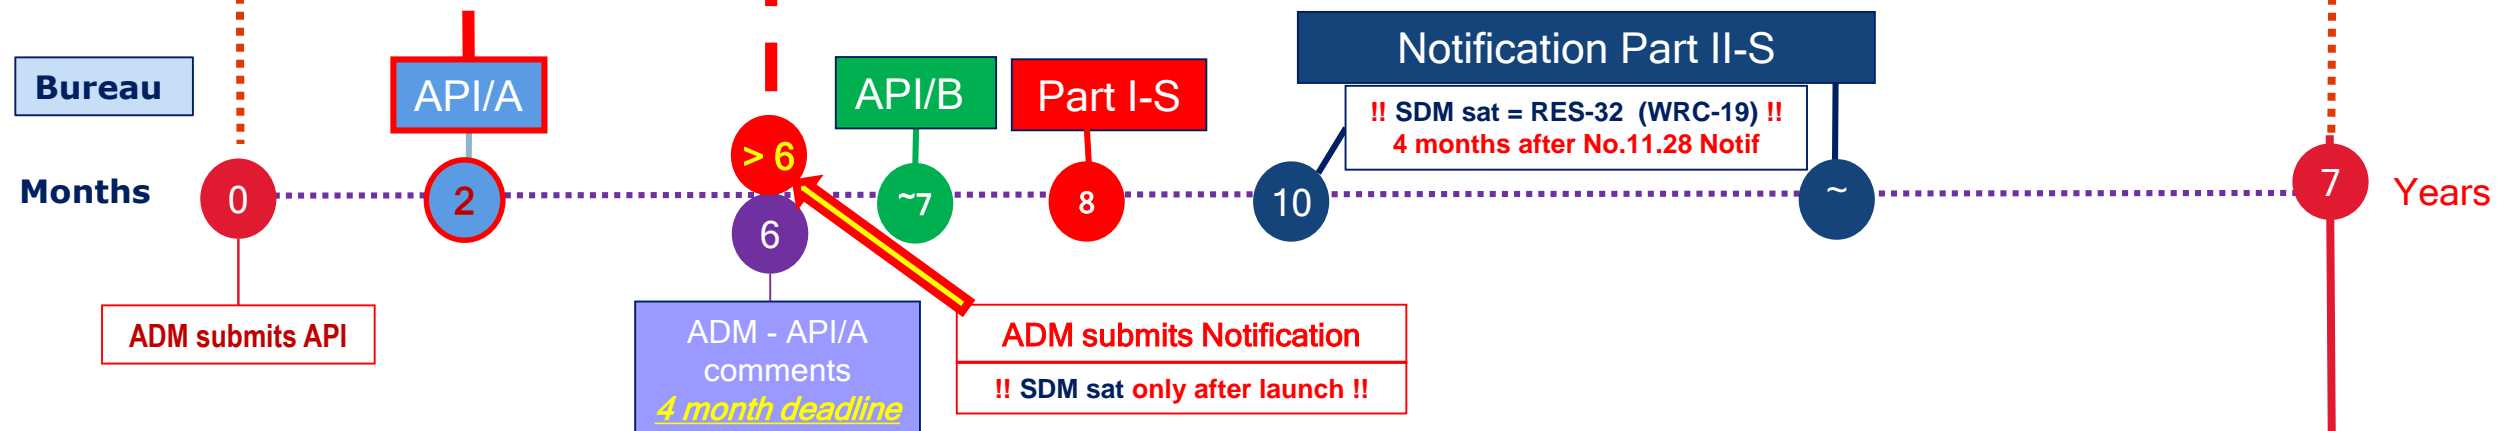 Notification Part II-S
Bureau
API/A
API/B
Part I-S
!! SDM sat = RES-32 (WRC-19) !!
4 months after No.11.28 Notif
Months
0
2
> 6
6
~7
8
10
~
7
Years
ADM submits API
ADM - API/A
comments
4 month deadline
ADM submits Notification
!! SDM sat only after launch !!